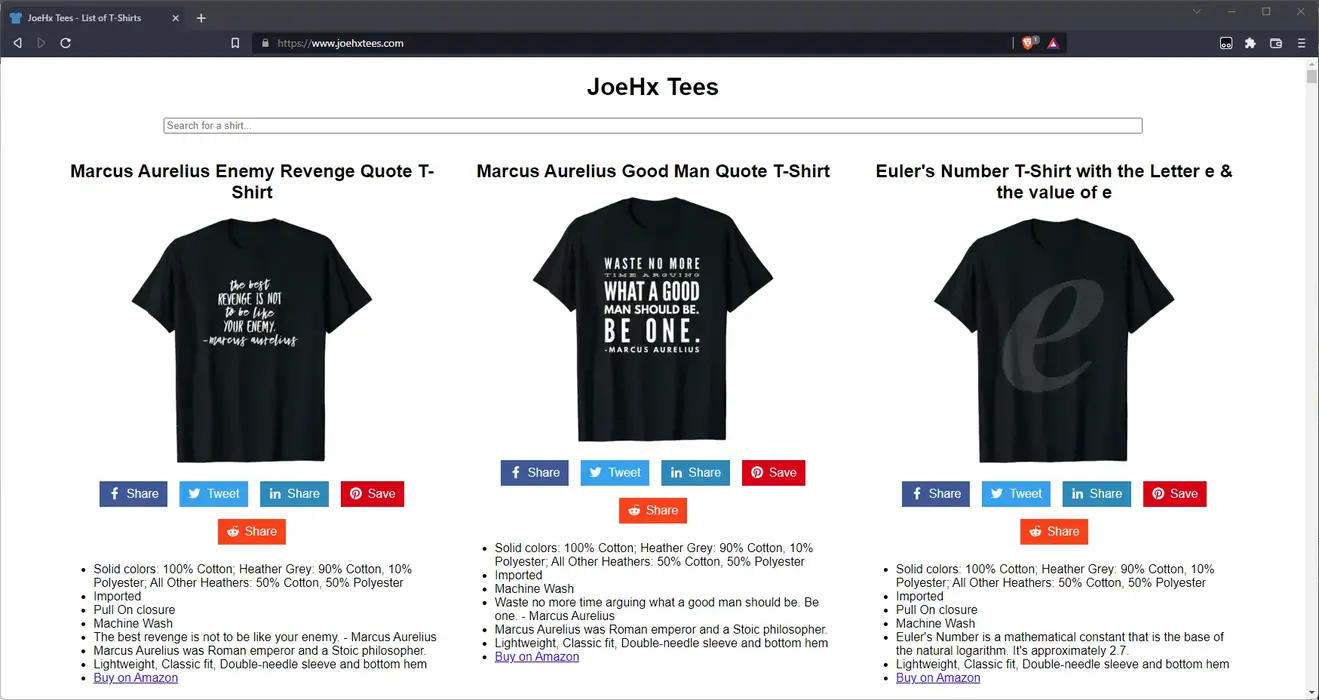 JoeHx Tees - List of T-Shirts
https://www.joehxtees.com
1
JoeHx Tees
Search for a shirt...
Marcus Aurelius Enemy Revenge Quote T-
Shirt
the best
REVENGE IS NOT
to be like
YOUR ENEMY.
-marcus aurelius
Share
Tweet
Share
Save
Share
Solid colors: 100% Cotton; Heather Grey: 90% Cotton, 10%
Polyester; All Other Heathers: 50% Cotton, 50% Polyester
Imported
Pull On closure
Machine Wash
The best revenge is not to be like your enemy. - Marcus Aurelius
Marcus Aurelius was Roman emperor and a Stoic philosopher.
Lightweight, Classic fit, Double-needle sleeve and bottom hem
Buy on Amazon
Marcus Aurelius Good Man Quote T-Shirt
WASTE NO MORE
TIME ARGUING
WHAT A GOOD
MAN SHOULD BE.
BE ONE.
-MARCUS AURELIUS
Share
Tweet
Share
Save
Share
Solid colors: 100% Cotton; Heather Grey: 90% Cotton, 10%
Polyester; All Other Heathers: 50% Cotton, 50% Polyester
Imported
Machine Wash
Waste no more time arguing what a good man should be. Be
one. - Marcus Aurelius
Marcus Aurelius was Roman emperor and a Stoic philosopher.
Lightweight, Classic fit, Double-needle sleeve and bottom hem
Buy on Amazon
Euler's Number T-Shirt with the Letter e &
the value of e
e
Share
Tweet
Share
Save
Share
Solid colors: 100% Cotton; Heather Grey: 90% Cotton, 10%
Polyester; All Other Heathers: 50% Cotton, 50% Polyester
Imported
Pull On closure
Machine Wash
Euler's Number is a mathematical constant that is the base of
the natural logarithm. It's approximately 2.7.
Lightweight, Classic fit, Double-needle sleeve and bottom hem
Buy on Amazon